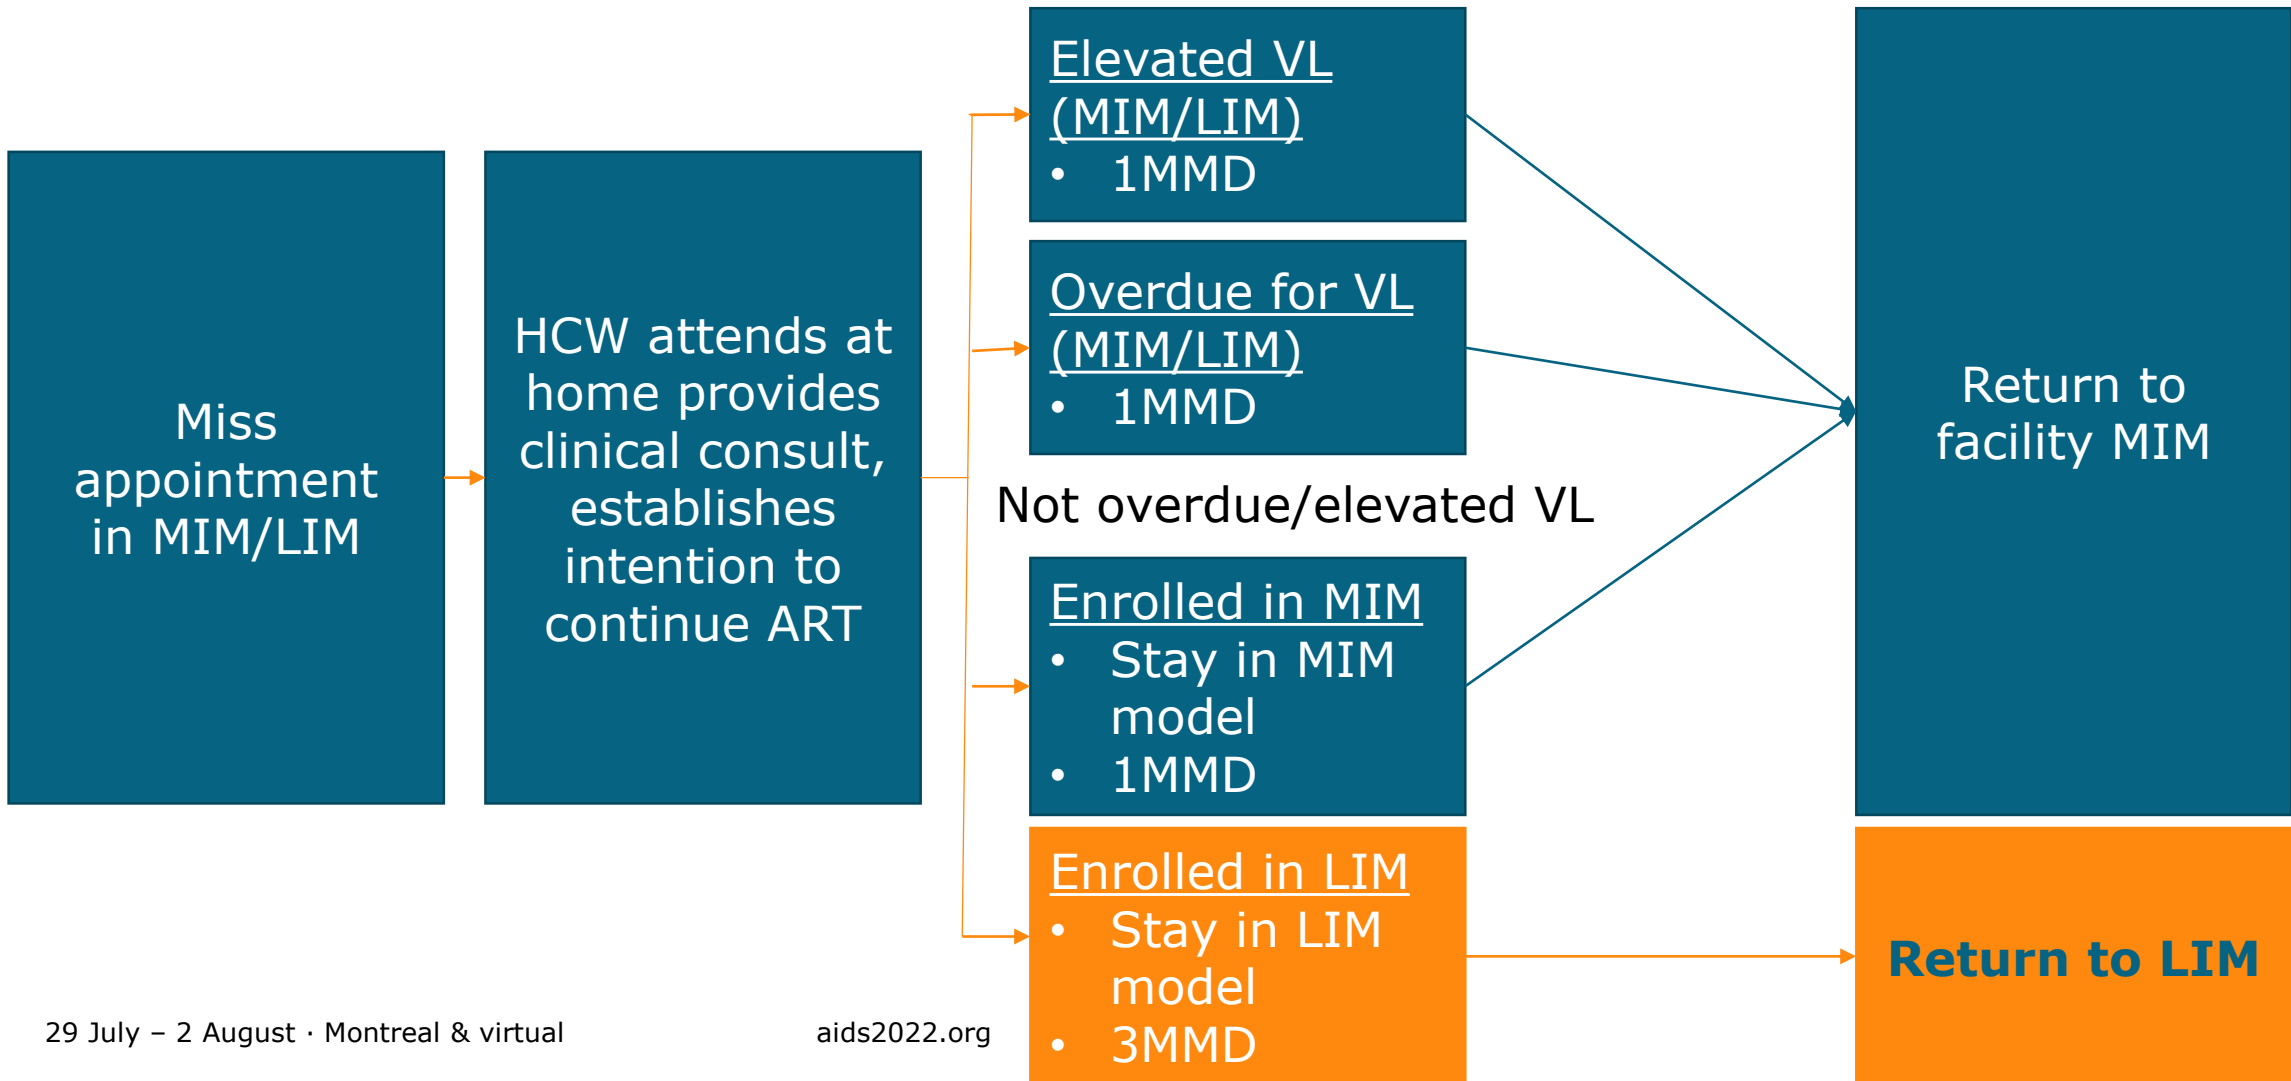 Miss
appointment
in MIM/LIM
HCW attends at
home provides
clinical consult,
establishes
intention to
continue ART
Elevated VL
(MIM/LIM)
• 1MMD
Overdue for VL
(MIM/LIM)
• 1MMD
Not overdue/elevated VL
Enrolled in MIM
• Stay in MIM
model
• 1MMD
Enrolled in LIM
• Stay in LIM
model
• 3MMD
Return to
facility MIM
Return to LIM
29 July – 2 August · Montreal & virtual
aids2022.org